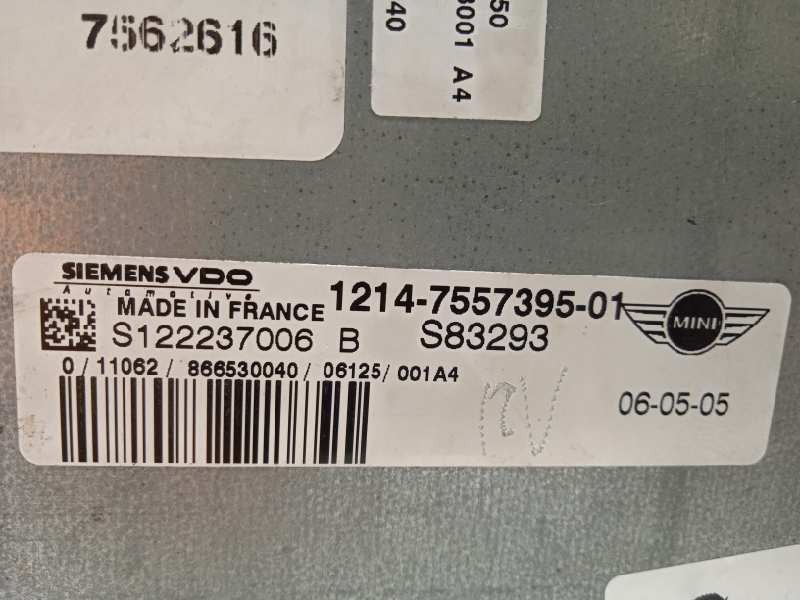 7562616
50
3001 A4
40
SIEMENS VDO
Automotive
MADE IN FRANCE
1214-7557395-01
MINI
S122237006 B S83293
0/11062/866530040/06125/001A4
06-05-05